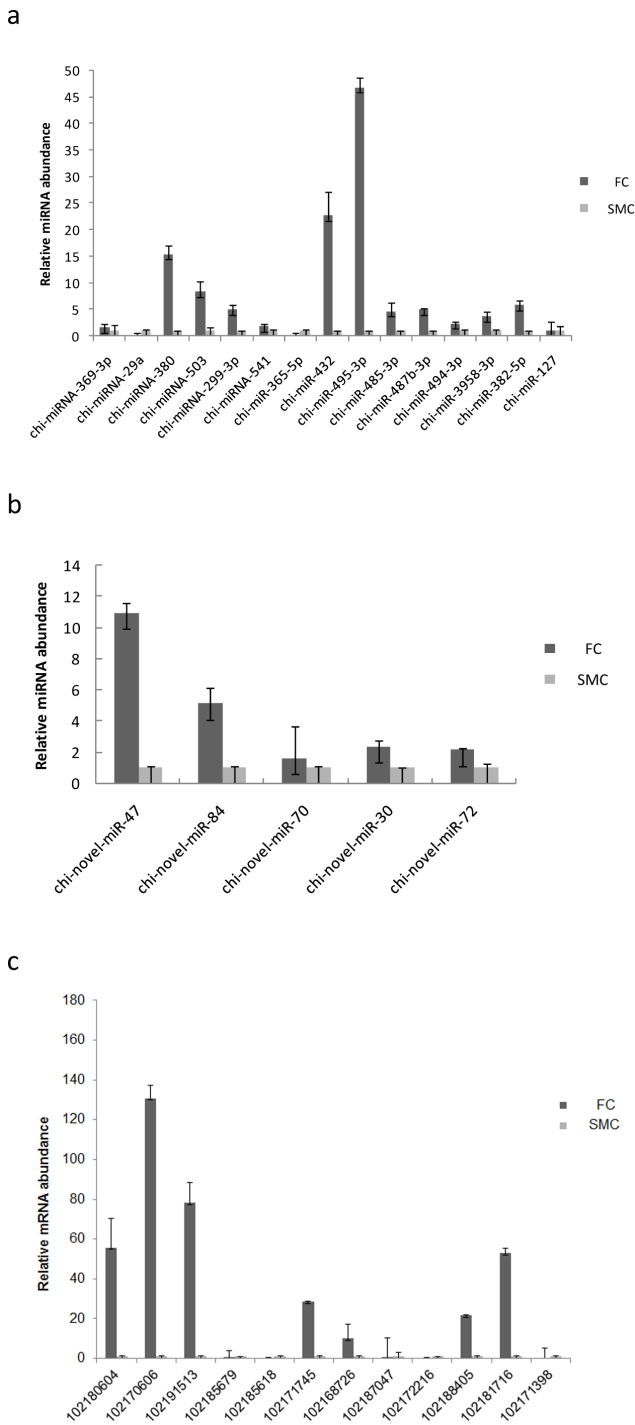 a
Relative miRNA abundance
50
45
40
35
30
25
20
15
10
5
0
FC
SMC
chi-miRNA-369-3p
chi-miRNA-29a
chi-miRNA-380
chi-miRNA-503
chi-miRNA-299-3p
chi-miRNA-541
chi-miR-365-5p
chi-miR-432
chi-miR-495-3p
chi-miR-485-3p
chi-miR-487b-3p
chi-miR-494-3p
chi-miR-3958-3p
chi-miR-382-5p
chi-miR-127
b
Relative miRNA abundance
14
12
10
8
6
4
2
0
FC
SMC
chi-novel-miR-47
chi-novel-miR-84
chi-novel-miR-70
chi-novel-miR-30
chi-novel-miR-72
c
Relative mRNA abundance
180
160
140
120
100
80
60
40
20
0
FC
SMC
102180604
102170606
102191513
102185679
102185618
102171745
102168726
102187047
102172216
102188405
102181716
102171398